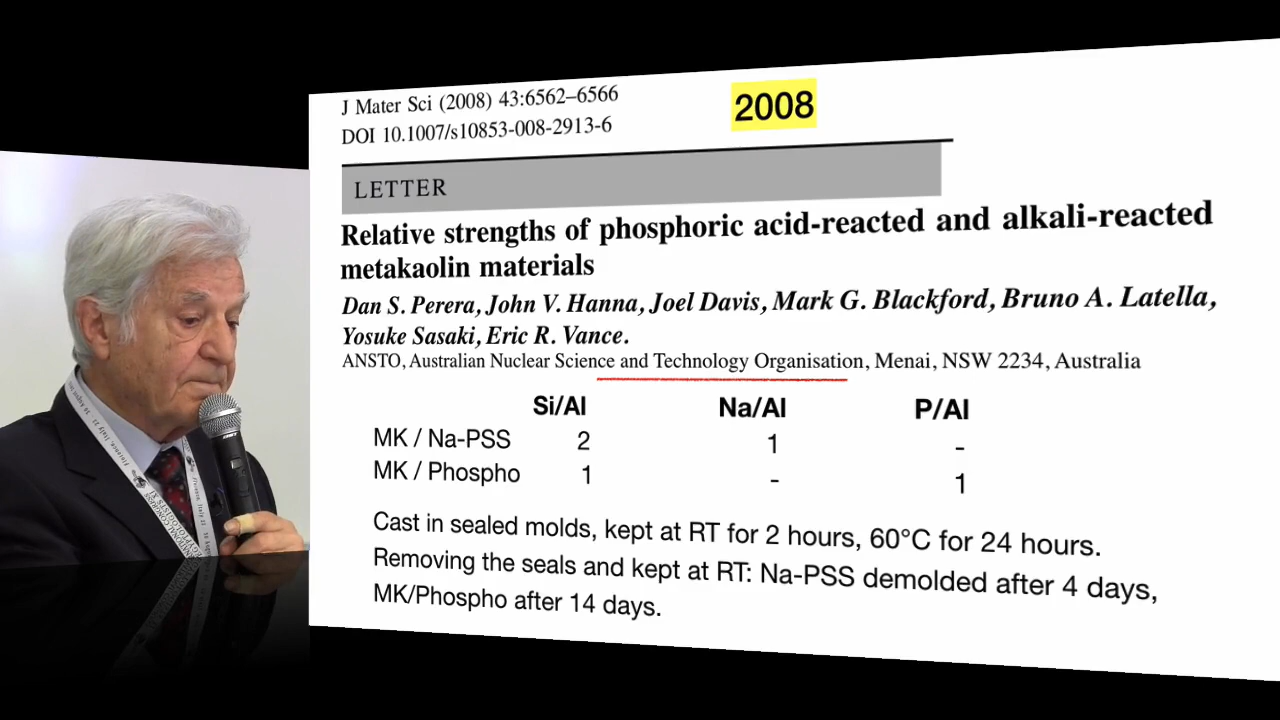 J Mater Sci (2008) 43:6562–6566
DOI 10.1007/s10853-008-2913-6
2008
LETTER
Relative strengths of phosphoric acid-reacted and alkali-reacted
metakaolin materials
Dan S. Perera, John V. Hanna, Joel Davis, Mark G. Blackford, Bruno A. Latella,
Yosuke Sasaki, Eric R. Vance.
ANSTO, Australian Nuclear Science and Technology Organisation, Menai, NSW 2234, Australia
Si/Al Na/Al P/Al
MK / Na-PSS 2 1 -
MK / Phospho 1 - 1
Cast in sealed molds, kept at RT for 2 hours, 60°C for 24 hours.
Removing the seals and kept at RT: Na-PSS demolded after 4 days,
MK/Phospho after 14 days.